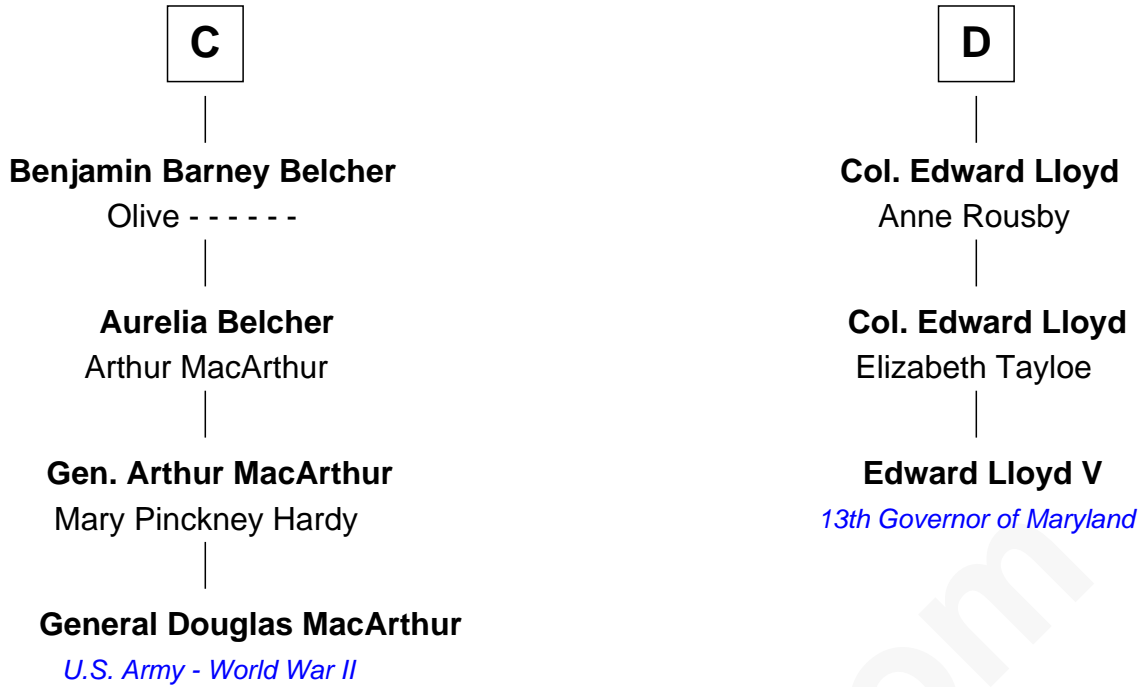 C
Benjamin Barney Belcher
Olive - - - - - -
Aurelia Belcher
Arthur MacArthur
Gen. Arthur MacArthur
Mary Pinckney Hardy
General Douglas MacArthur
U.S. Army - World War II
D
Col. Edward Lloyd
Anne Rousby
Col. Edward Lloyd
Elizabeth Tayloe
Edward Lloyd V
13th Governor of Maryland
om